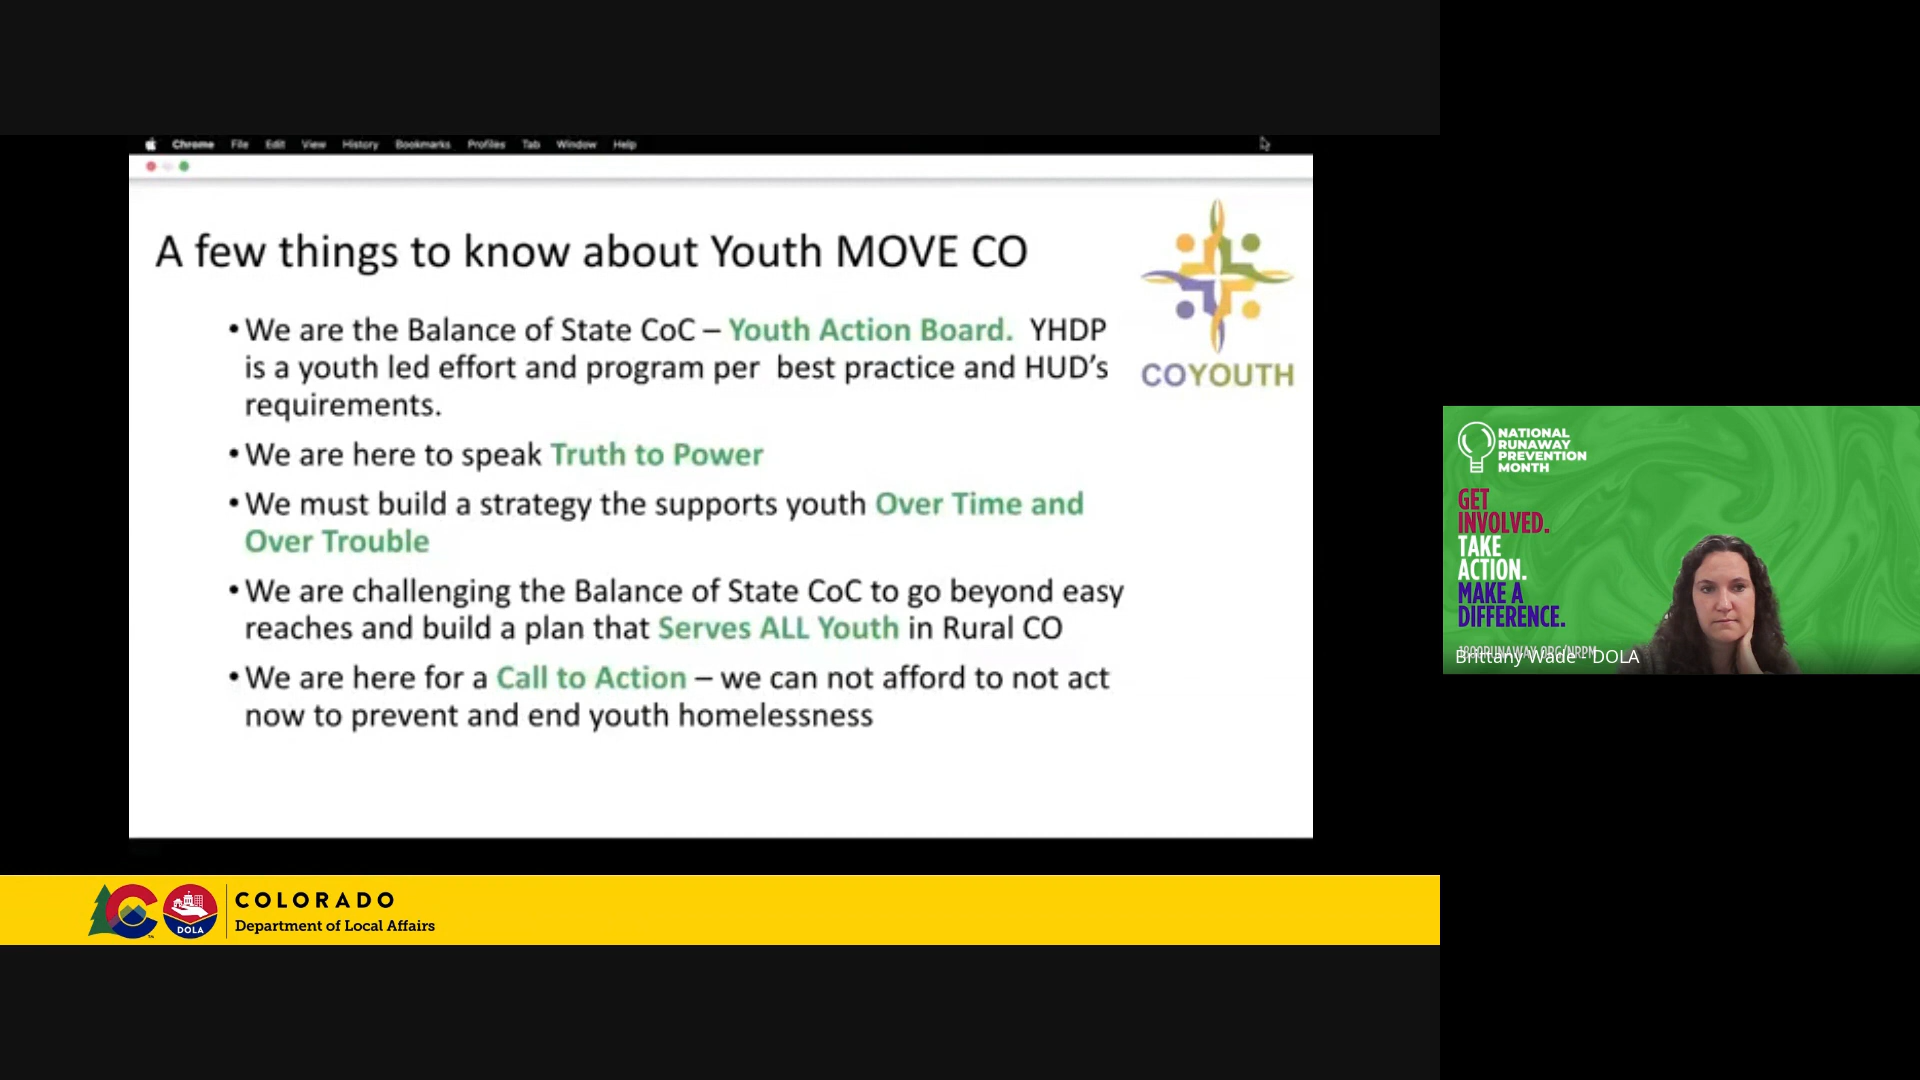 Chrome File Edit View History Bookmarks Profiles Tab Window Help
A few things to know about Youth MOVE CO
• We are the Balance of State CoC – Youth Action Board.  YHDP
is a youth led effort and program per  best practice and HUD's
requirements.
• We are here to speak Truth to Power
• We must build a strategy the supports youth Over Time and
Over Trouble
• We are challenging the Balance of State CoC to go beyond easy
reaches and build a plan that Serves ALL Youth in Rural CO
• We are here for a Call to Action – we can not afford to not act
now to prevent and end youth homelessness
COYOUTH
COLORADO
Department of Local Affairs
DOLA
NATIONAL
RUNAWAY
PREVENTION
MONTH
GET
INVOLVED.
TAKE
ACTION.
MAKE A
DIFFERENCE.
1800RUNAWAY.ORG/NRPM
Brittany Wade - DOLA